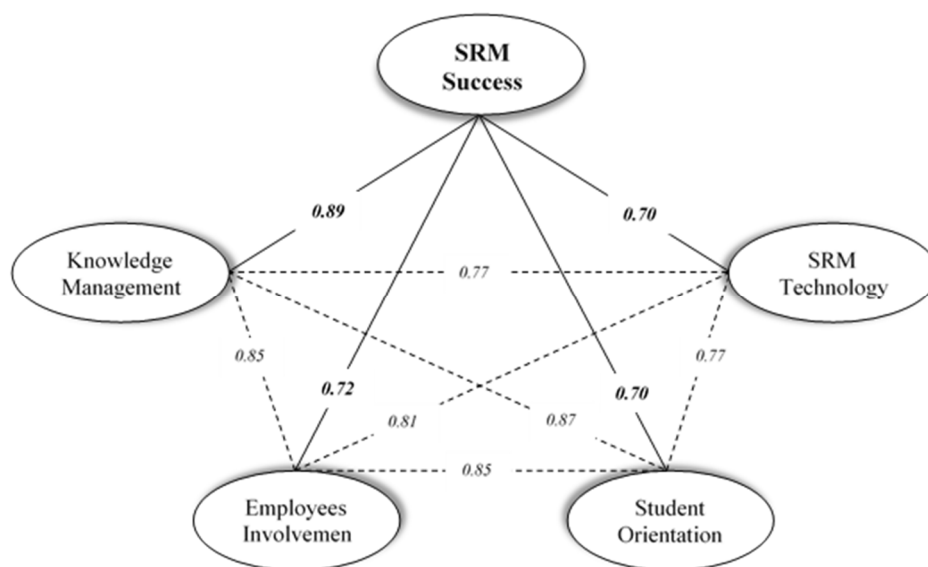 SRM
Success
0.89
0.70
Knowledge
Management
0.77
SRM
Technology
0.85
0.77
0.72
0.70
0.81
0.87
0.85
Employees
Involvemen
Student
Orientation